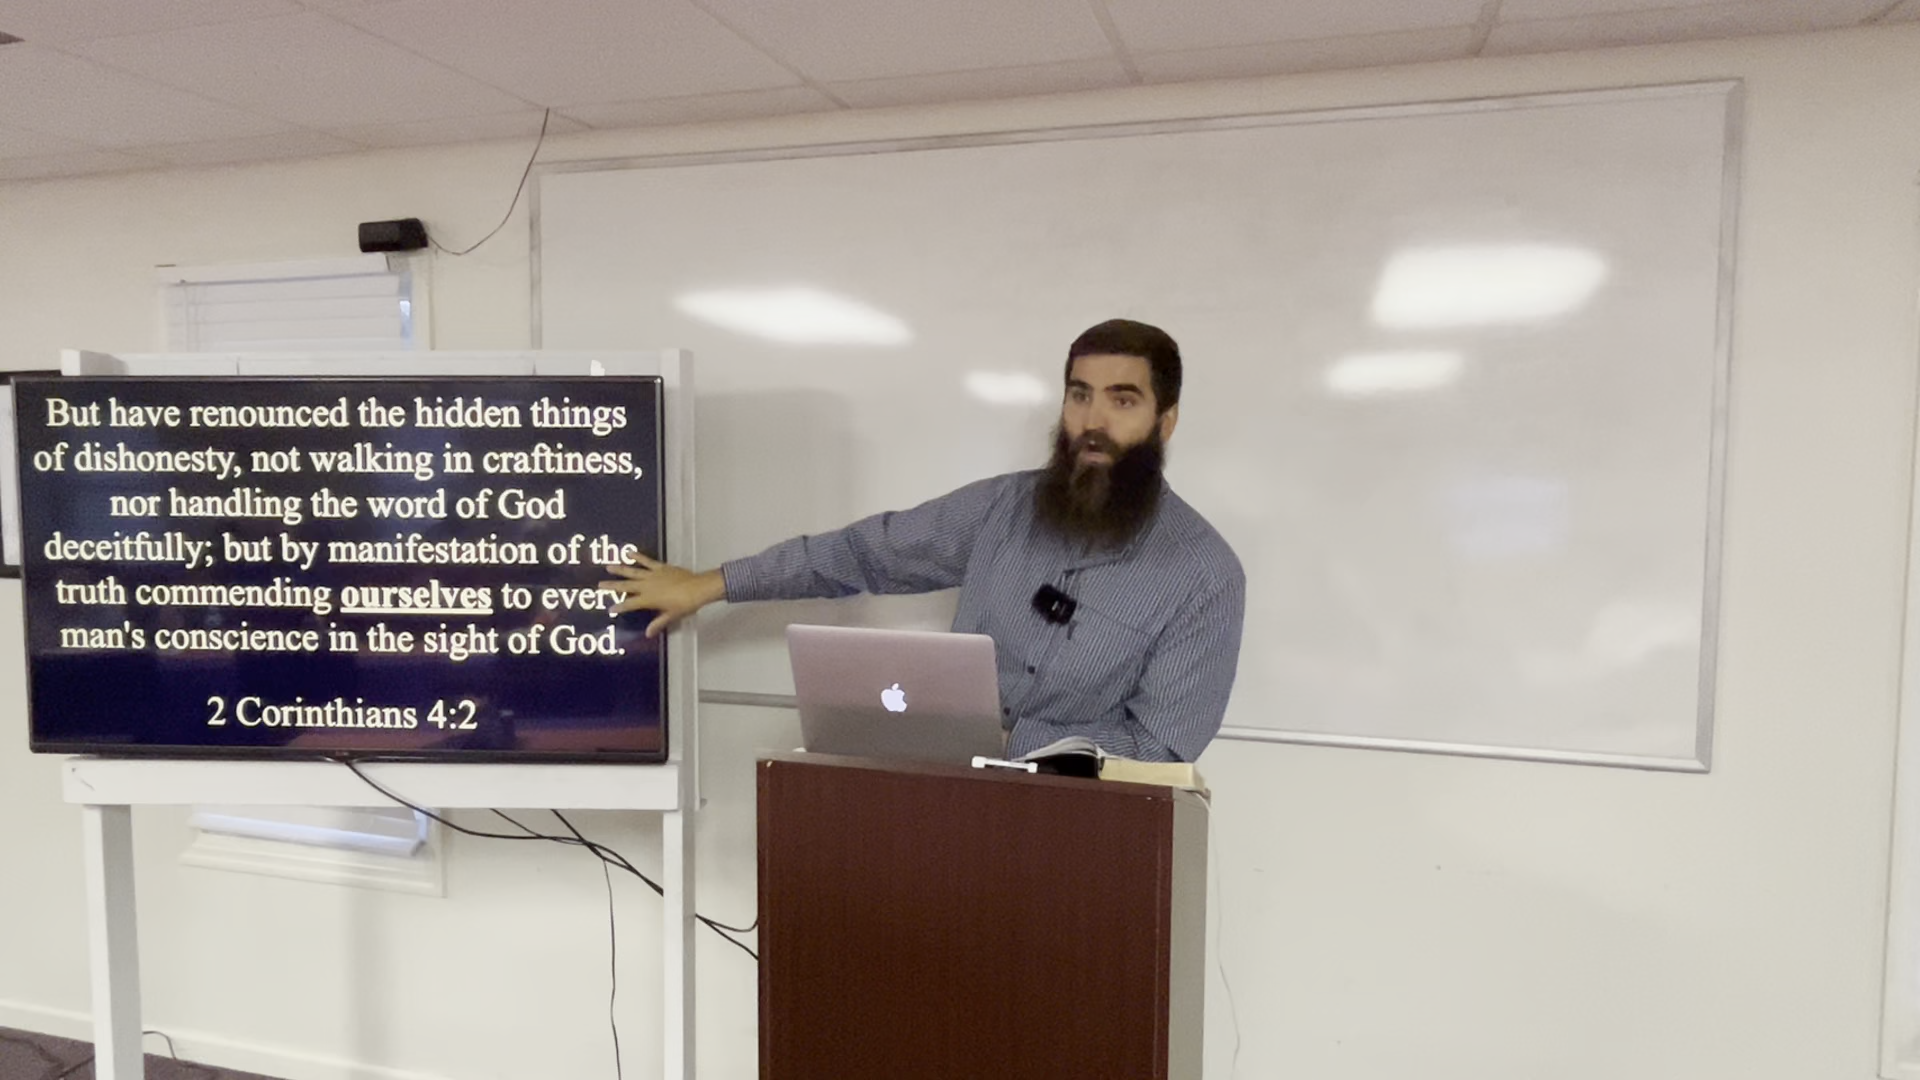 But have renounced the hidden things
of dishonesty, not walking in craftiness,
nor handling the word of God
deceitfully; but by manifestation of the
truth commending ourselves to every
man's conscience in the sight of God.
2 Corinthians 4:2